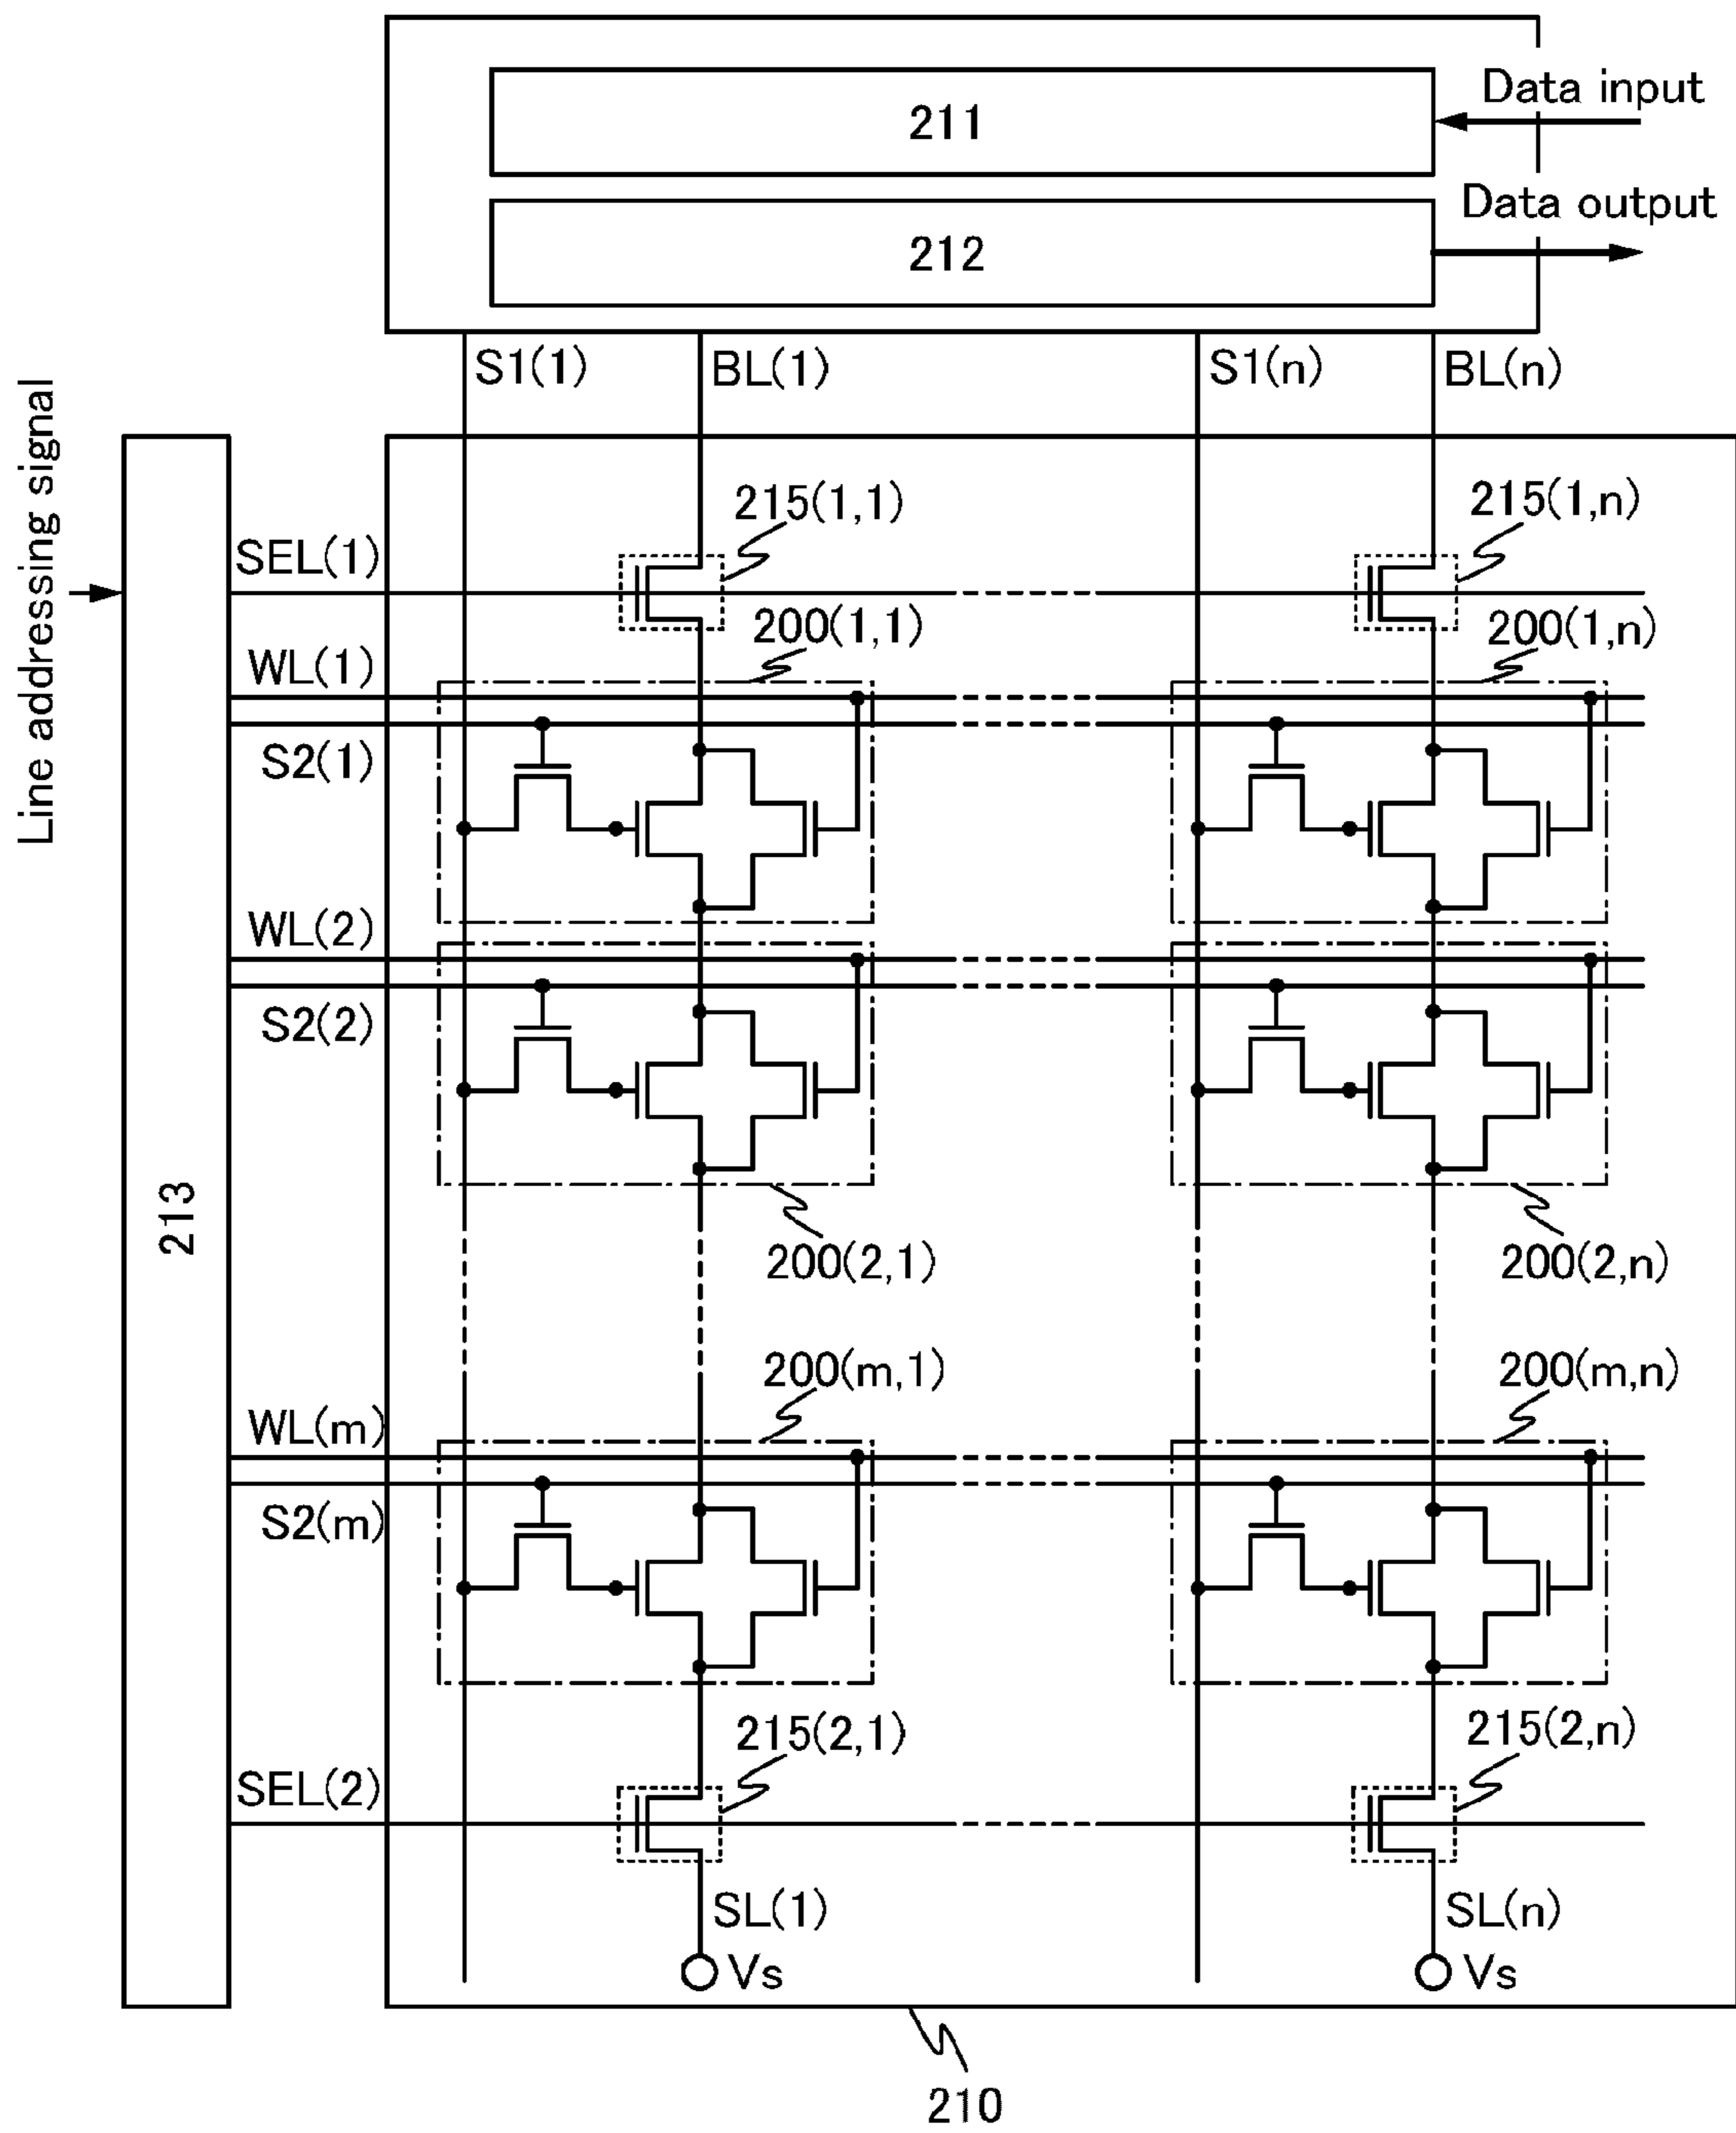 Data input
211
Data output
212
S1(1)
BL(1)
S1(n)
BL(n)
Line addressing signal
215(1,1)
215(1,n)
SEL(1)
200(1,1)
200(1,n)
WL(1)
S2(1)
WL(2)
S2(2)
213
200(2,1)
200(2,n)
200(m,1)
200(m,n)
WL(m)
S2(m)
215(2,1)
215(2,n)
SEL(2)
SL(1)
SL(n)
Vs
Vs
210